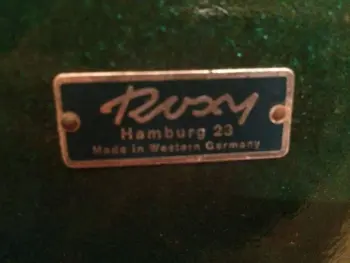 Roxy
Hamburg 23
Made in Western Germany